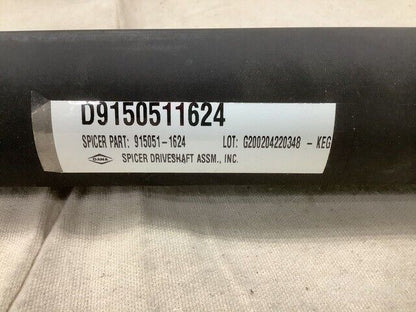 D9150511624
SPICER PART: 915051-1624 LOT: G200204220348 - KEG
DANA SPICER DRIVESHAFT ASSM., INC.